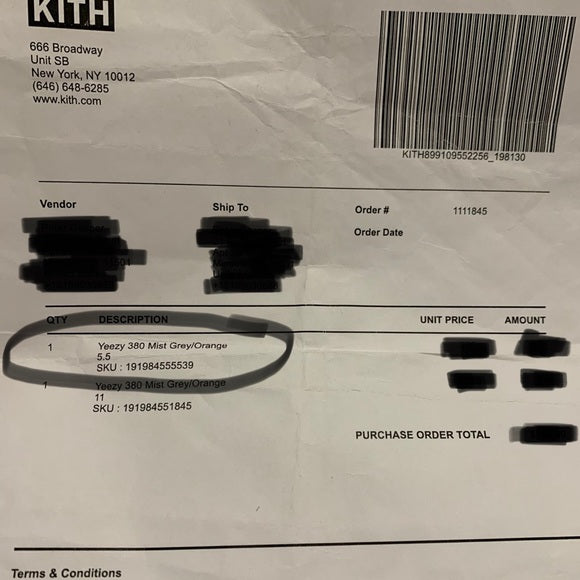 KITH
666 Broadway
Unit SB
New York, NY 10012
(646) 648-6285
www.kith.com
KITH899109552256_198130
Vendor
Ship To
Order # 1111845
Order Date
QTY DESCRIPTION UNIT PRICE AMOUNT
1 Yeezy 380 Mist Grey/Orange
5.5
SKU : 191984555539
1 Yeezy 380 Mist Grey/Orange
11
SKU : 191984551845
PURCHASE ORDER TOTAL
Terms & Conditions